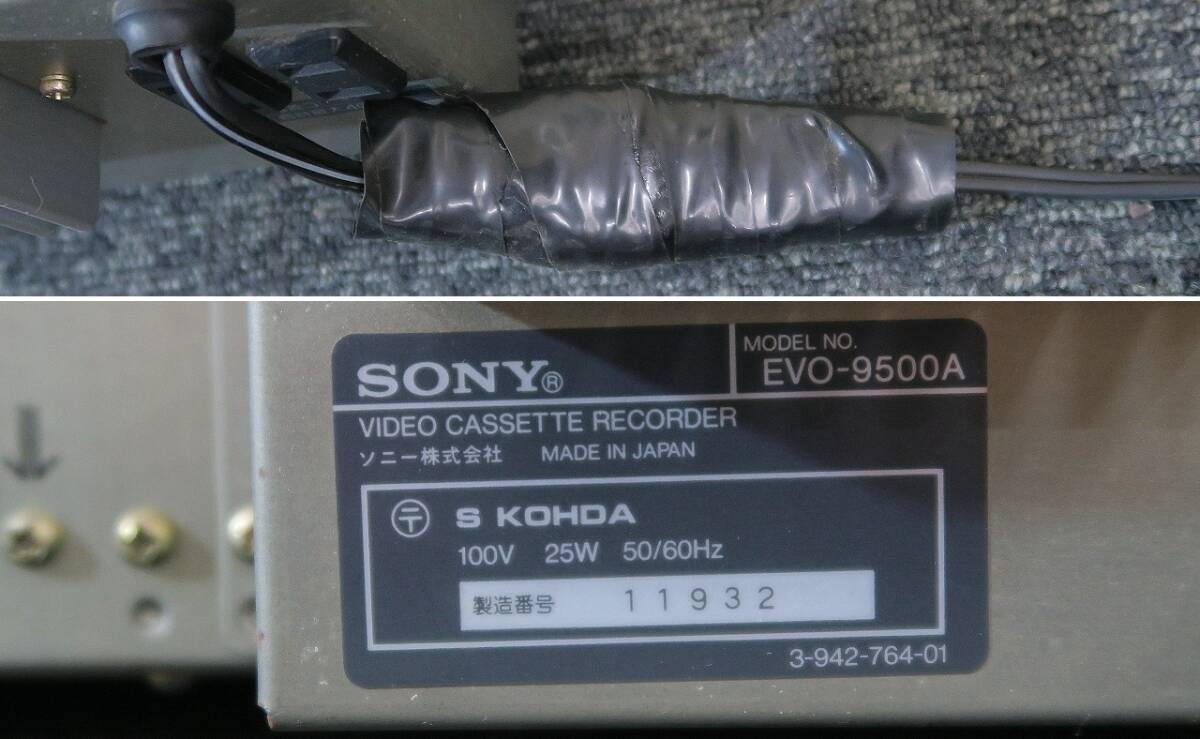 SONY®
MODEL NO.
EVO-9500A
VIDEO CASSETTE RECORDER
ソニー株式会社 MADE IN JAPAN
〒 S KOHDA
100V 25W 50/60Hz
製造番号 11932
3-942-764-01